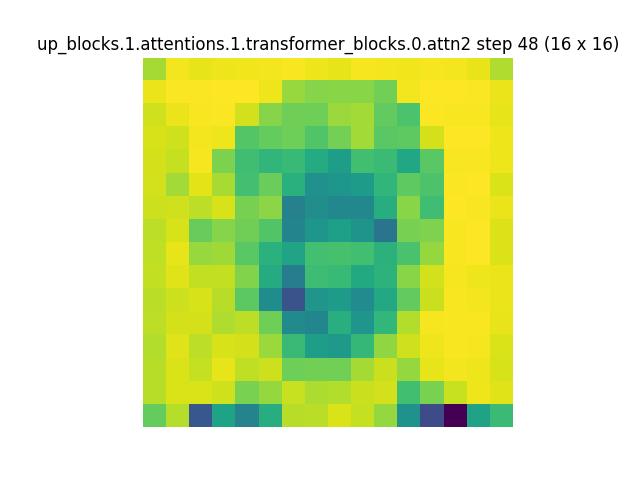 up_blocks.1.attentions.1.transformer_blocks.0.attn2 step 48 (16 x 16)